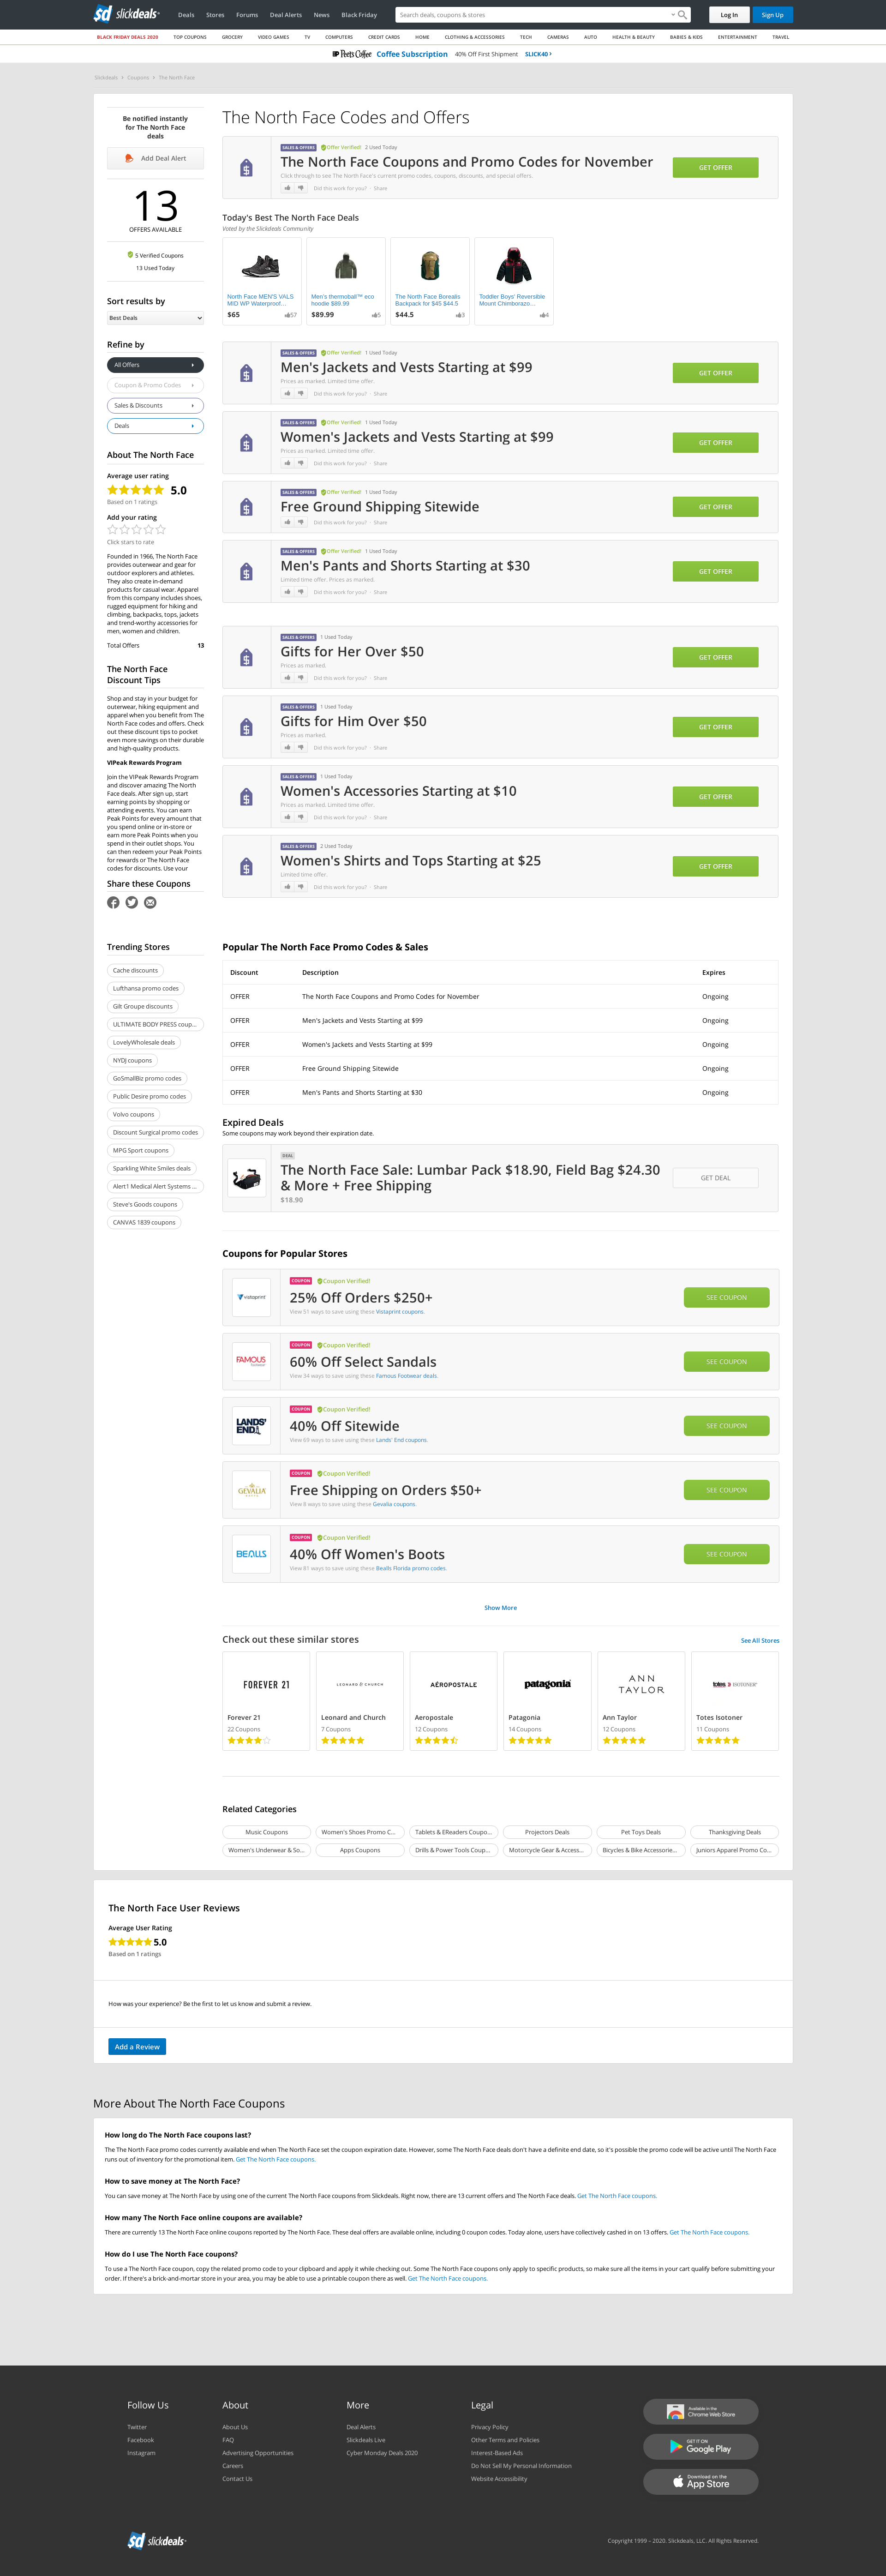 sd slickdeals
Deals
Stores
Forums
Deal Alerts
News
Black Friday
Search deals, coupons & stores
Log In
Sign Up
BLACK FRIDAY DEALS 2020
TOP COUPONS
GROCERY
VIDEO GAMES
TV
COMPUTERS
CREDIT CARDS
HOME
CLOTHING & ACCESSORIES
TECH
CAMERAS
AUTO
HEALTH & BEAUTY
BABIES & KIDS
ENTERTAINMENT
TRAVEL
Peet's Coffee Coffee Subscription 40% Off First Shipment SLICK40 ›
Slickdeals › Coupons › The North Face
Be notified instantly
for The North Face
deals
Add Deal Alert
13
OFFERS AVAILABLE
5 Verified Coupons
13 Used Today
Sort results by
Best Deals
Refine by
All Offers
Coupon & Promo Codes
Sales & Discounts
Deals
About The North Face
Average user rating
5.0
Based on 1 ratings
Add your rating
Click stars to rate
Founded in 1966, The North Face
provides outerwear and gear for
outdoor explorers and athletes.
They also create in-demand
products for casual wear. Apparel
from this company includes shoes,
rugged equipment for hiking and
climbing, backpacks, tops, jackets
and trend-worthy accessories for
men, women and children.
Total Offers 13
The North Face
Discount Tips
Shop and stay in your budget for
outerwear, hiking equipment and
apparel when you benefit from The
North Face codes and offers. Check
out these discount tips to pocket
even more savings on their durable
and high-quality products.
VIPeak Rewards Program
Join the VIPeak Rewards Program
and discover amazing The North
Face deals. After sign up, start
earning points by shopping or
attending events. You can earn
Peak Points for every amount that
you spend online or in-store or
earn more Peak Points when you
spend in their outlet shops. You
can then redeem your Peak Points
for rewards or The North Face
codes for discounts. Use your
Share these Coupons
Trending Stores
Cache discounts
Lufthansa promo codes
Gilt Groupe discounts
ULTIMATE BODY PRESS coup...
LovelyWholesale deals
NYDJ coupons
GoSmallBiz promo codes
Public Desire promo codes
Volvo coupons
Discount Surgical promo codes
MPG Sport coupons
Sparkling White Smiles deals
Alert1 Medical Alert Systems ...
Steve's Goods coupons
CANVAS 1839 coupons
The North Face Codes and Offers
SALES & OFFERS Offer Verified! 2 Used Today
The North Face Coupons and Promo Codes for November
Click through to see The North Face's current promo codes, coupons, discounts, and special offers.
Did this work for you? · Share
GET OFFER
Today's Best The North Face Deals
Voted by the Slickdeals Community
North Face MEN'S VALS
MID WP Waterproof...
$65 57
Men's thermoball™ eco
hoodie $89.99
$89.99 5
The North Face Borealis
Backpack for $45 $44.5
$44.5 3
Toddler Boys' Reversible
Mount Chimborazo...
4
SALES & OFFERS Offer Verified! 1 Used Today
Men's Jackets and Vests Starting at $99
Prices as marked. Limited time offer.
Did this work for you? · Share
GET OFFER
SALES & OFFERS Offer Verified! 1 Used Today
Women's Jackets and Vests Starting at $99
Prices as marked. Limited time offer.
Did this work for you? · Share
GET OFFER
SALES & OFFERS Offer Verified! 1 Used Today
Free Ground Shipping Sitewide
Did this work for you? · Share
GET OFFER
SALES & OFFERS Offer Verified! 1 Used Today
Men's Pants and Shorts Starting at $30
Limited time offer. Prices as marked.
Did this work for you? · Share
GET OFFER
SALES & OFFERS 1 Used Today
Gifts for Her Over $50
Prices as marked.
Did this work for you? · Share
GET OFFER
SALES & OFFERS 1 Used Today
Gifts for Him Over $50
Prices as marked.
Did this work for you? · Share
GET OFFER
SALES & OFFERS 1 Used Today
Women's Accessories Starting at $10
Prices as marked. Limited time offer.
Did this work for you? · Share
GET OFFER
SALES & OFFERS 2 Used Today
Women's Shirts and Tops Starting at $25
Limited time offer.
Did this work for you? · Share
GET OFFER
Popular The North Face Promo Codes & Sales
Discount Description Expires
OFFER The North Face Coupons and Promo Codes for November Ongoing
OFFER Men's Jackets and Vests Starting at $99 Ongoing
OFFER Women's Jackets and Vests Starting at $99 Ongoing
OFFER Free Ground Shipping Sitewide Ongoing
OFFER Men's Pants and Shorts Starting at $30 Ongoing
Expired Deals
Some coupons may work beyond their expiration date.
DEAL
The North Face Sale: Lumbar Pack $18.90, Field Bag $24.30
& More + Free Shipping
$18.90
GET DEAL
Coupons for Popular Stores
vistaprint
COUPON Coupon Verified!
25% Off Orders $250+
View 51 ways to save using these Vistaprint coupons.
SEE COUPON
FAMOUS
COUPON Coupon Verified!
60% Off Select Sandals
View 34 ways to save using these Famous Footwear deals.
SEE COUPON
LANDS' END
COUPON Coupon Verified!
40% Off Sitewide
View 69 ways to save using these Lands' End coupons.
SEE COUPON
GEVALIA
COUPON Coupon Verified!
Free Shipping on Orders $50+
View 8 ways to save using these Gevalia coupons.
SEE COUPON
BEALLS
COUPON Coupon Verified!
40% Off Women's Boots
View 81 ways to save using these Bealls Florida promo codes.
SEE COUPON
Show More
Check out these similar stores
See All Stores
FOREVER 21
Forever 21
22 Coupons
LEONARD & CHURCH
Leonard and Church
7 Coupons
AÉROPOSTALE
Aeropostale
12 Coupons
patagonia
Patagonia
14 Coupons
ANN
TAYLOR
Ann Taylor
12 Coupons
totes ISOTONER
Totes Isotoner
11 Coupons
Related Categories
Music Coupons
Women's Shoes Promo C...
Tablets & EReaders Coupo...
Projectors Deals
Pet Toys Deals
Thanksgiving Deals
Women's Underwear & So...
Apps Coupons
Drills & Power Tools Coup...
Motorcycle Gear & Access...
Bicycles & Bike Accessorie...
Juniors Apparel Promo Co...
The North Face User Reviews
Average User Rating
5.0
Based on 1 ratings
How was your experience? Be the first to let us know and submit a review.
Add a Review
More About The North Face Coupons
How long do The North Face coupons last?
The The North Face promo codes currently available end when The North Face set the coupon expiration date. However, some The North Face deals don't have a definite end date, so it's possible the promo code will be active until The North Face
runs out of inventory for the promotional item. Get The North Face coupons.
How to save money at The North Face?
You can save money at The North Face by using one of the current The North Face coupons from Slickdeals. Right now, there are 13 current offers and The North Face deals. Get The North Face coupons.
How many The North Face online coupons are available?
There are currently 13 The North Face online coupons reported by The North Face. These deal offers are available online, including 0 coupon codes. Today alone, users have collectively cashed in on 13 offers. Get The North Face coupons.
How do I use The North Face coupons?
To use a The North Face coupon, copy the related promo code to your clipboard and apply it while checking out. Some The North Face coupons only apply to specific products, so make sure all the items in your cart qualify before submitting your
order. If there's a brick-and-mortar store in your area, you may be able to use a printable coupon there as well. Get The North Face coupons.
Follow Us
Twitter
Facebook
Instagram
About
About Us
FAQ
Advertising Opportunities
Careers
Contact Us
More
Deal Alerts
Slickdeals Live
Cyber Monday Deals 2020
Legal
Privacy Policy
Other Terms and Policies
Interest-Based Ads
Do Not Sell My Personal Information
Website Accessibility
Available in the
Chrome Web Store
GET IT ON
Google Play
Download on the
App Store
sd slickdeals
Copyright 1999 – 2020. Slickdeals, LLC. All Rights Reserved.